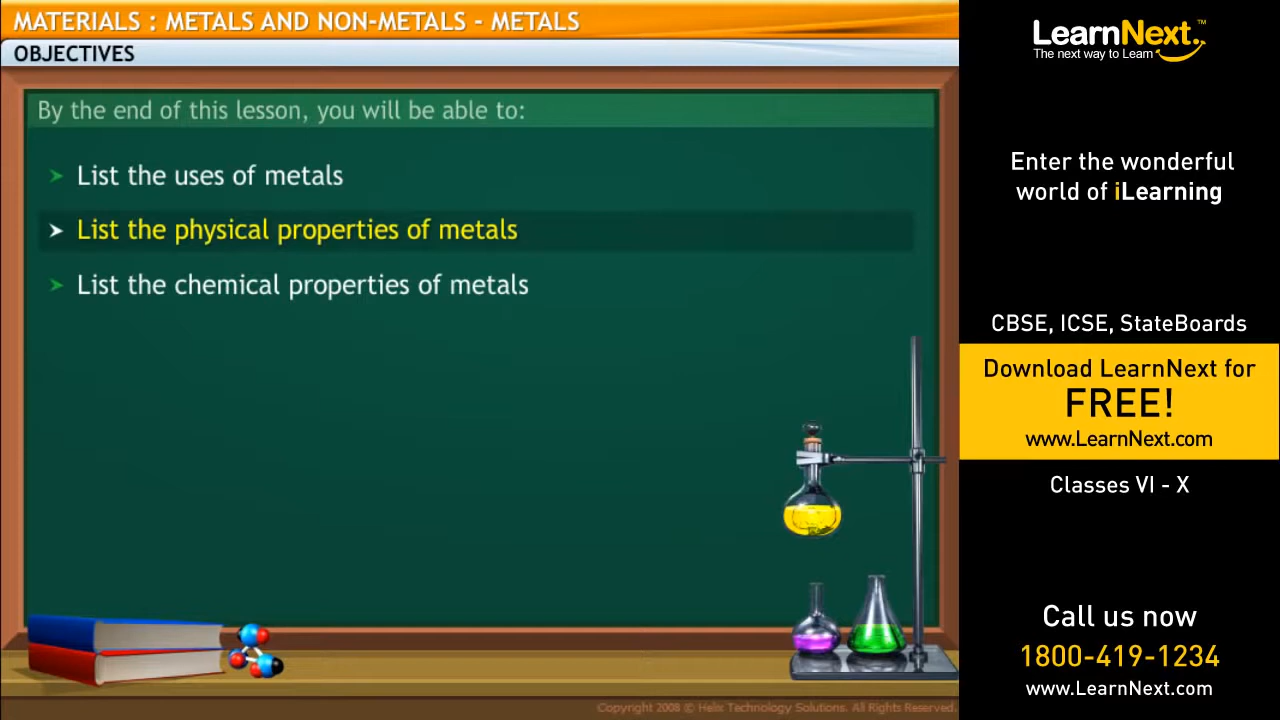 MATERIALS : METALS AND NON-METALS - METALS
OBJECTIVES
By the end of this lesson, you will be able to:
List the uses of metals
List the physical properties of metals
List the chemical properties of metals
Copyright 2008 © Helix Technology Solutions. All Rights Reserved.
LearnNext.™
The next way to Learn
Enter the wonderful
world of iLearning
CBSE, ICSE, StateBoards
Download LearnNext for
FREE!
www.LearnNext.com
Classes VI - X
Call us now
1800-419-1234
www.LearnNext.com